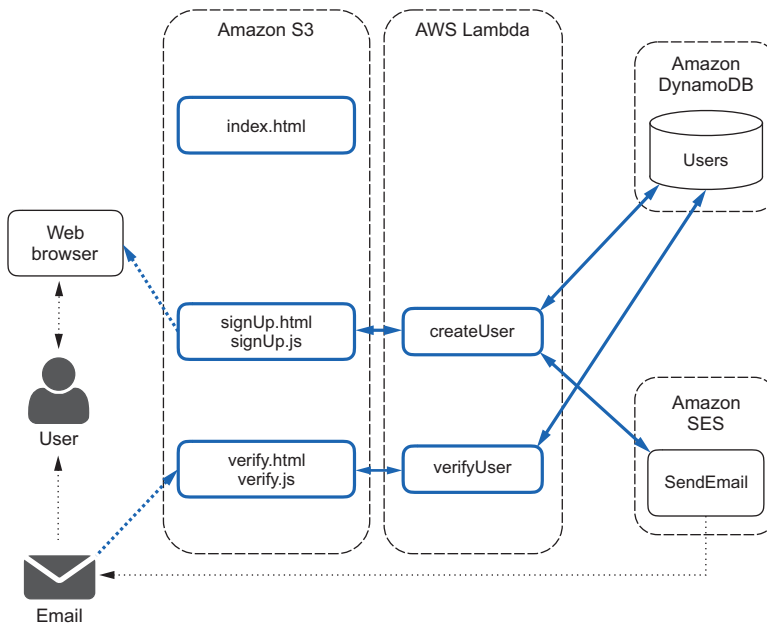 Amazon S3
AWS Lambda
Amazon
DynamoDB
index.html
Users
Web
browser
signUp.html
signUp.js
createUser
Amazon
SES
User
verify.html
verify.js
verifyUser
SendEmail
Email